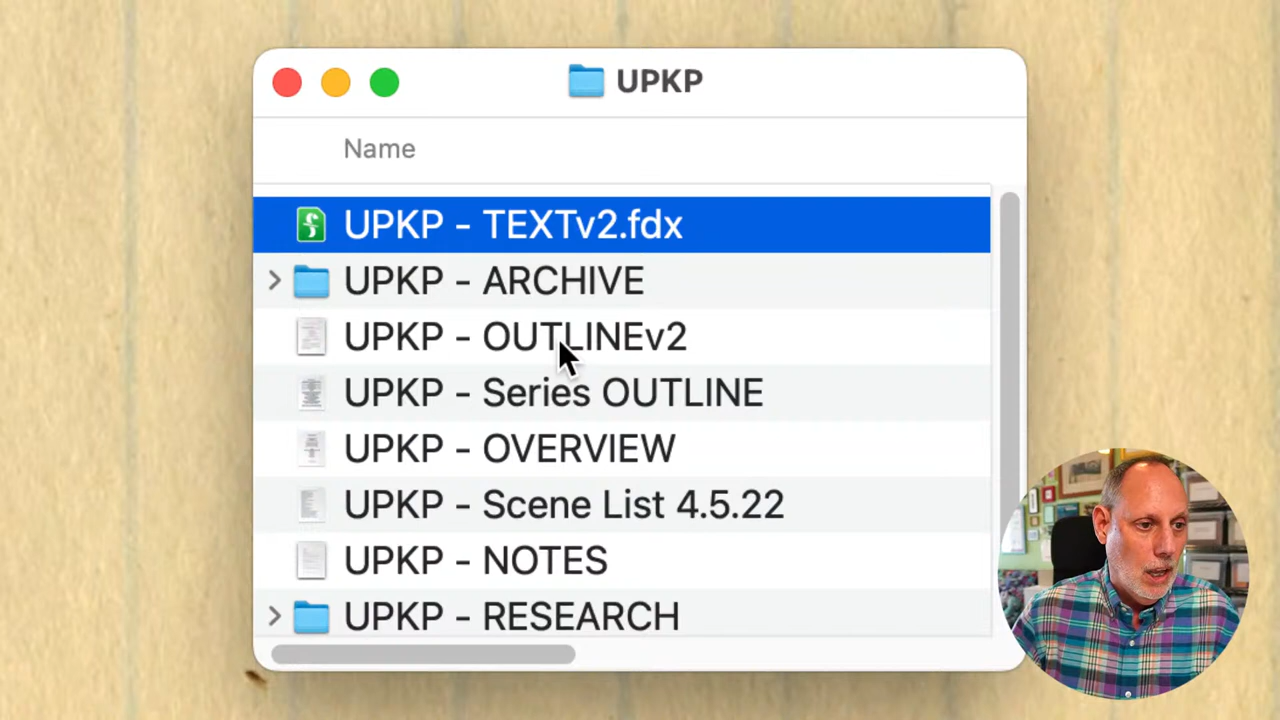 UPKP
Name
UPKP - TEXTv2.fdx
UPKP - ARCHIVE
UPKP - OUTLINEv2
UPKP - Series OUTLINE
UPKP - OVERVIEW
UPKP - Scene List 4.5.22
UPKP - NOTES
UPKP - RESEARCH